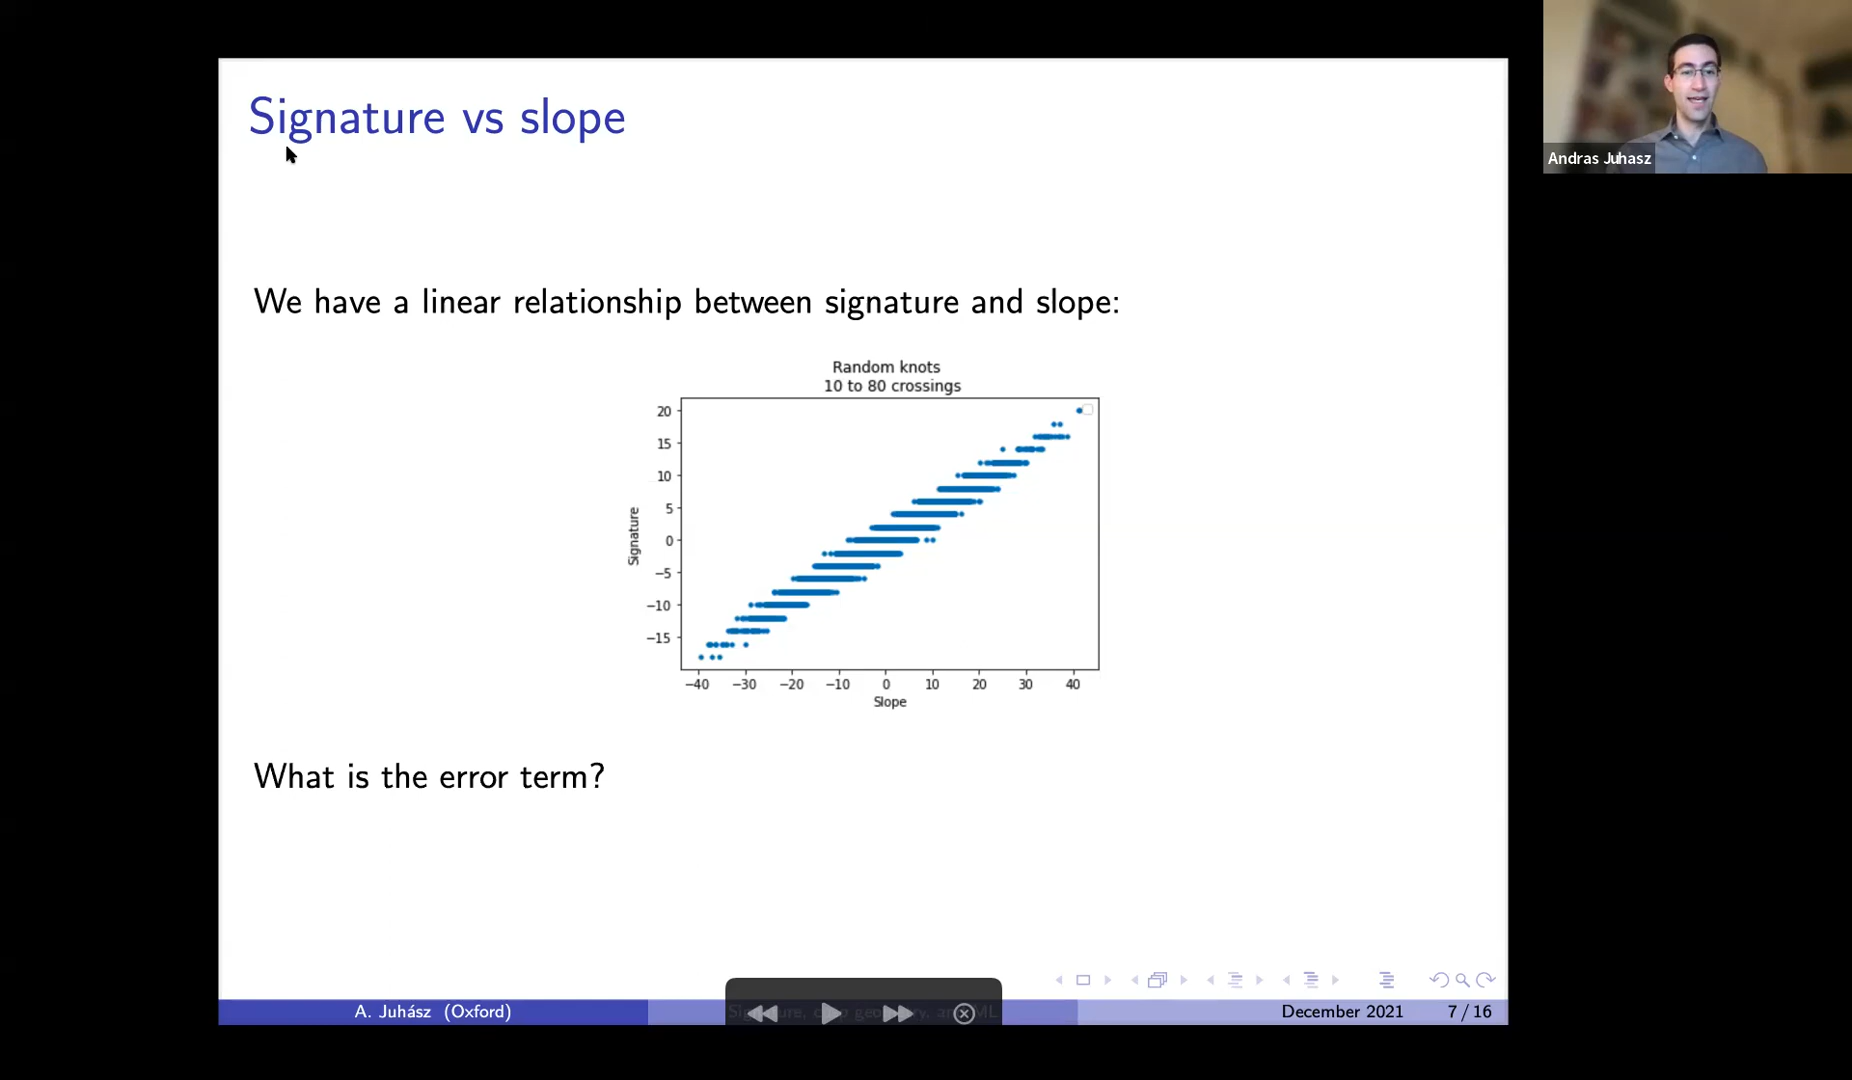 Signature vs slope
Andras Juhasz
We have a linear relationship between signature and slope:
Random knots
10 to 80 crossings
20
15
10
5
0
−5
−10
−15
Signature
−40 −30 −20 −10 0 10 20 30 40
Slope
What is the error term?
A. Juhász (Oxford)
December 2021 7 / 16